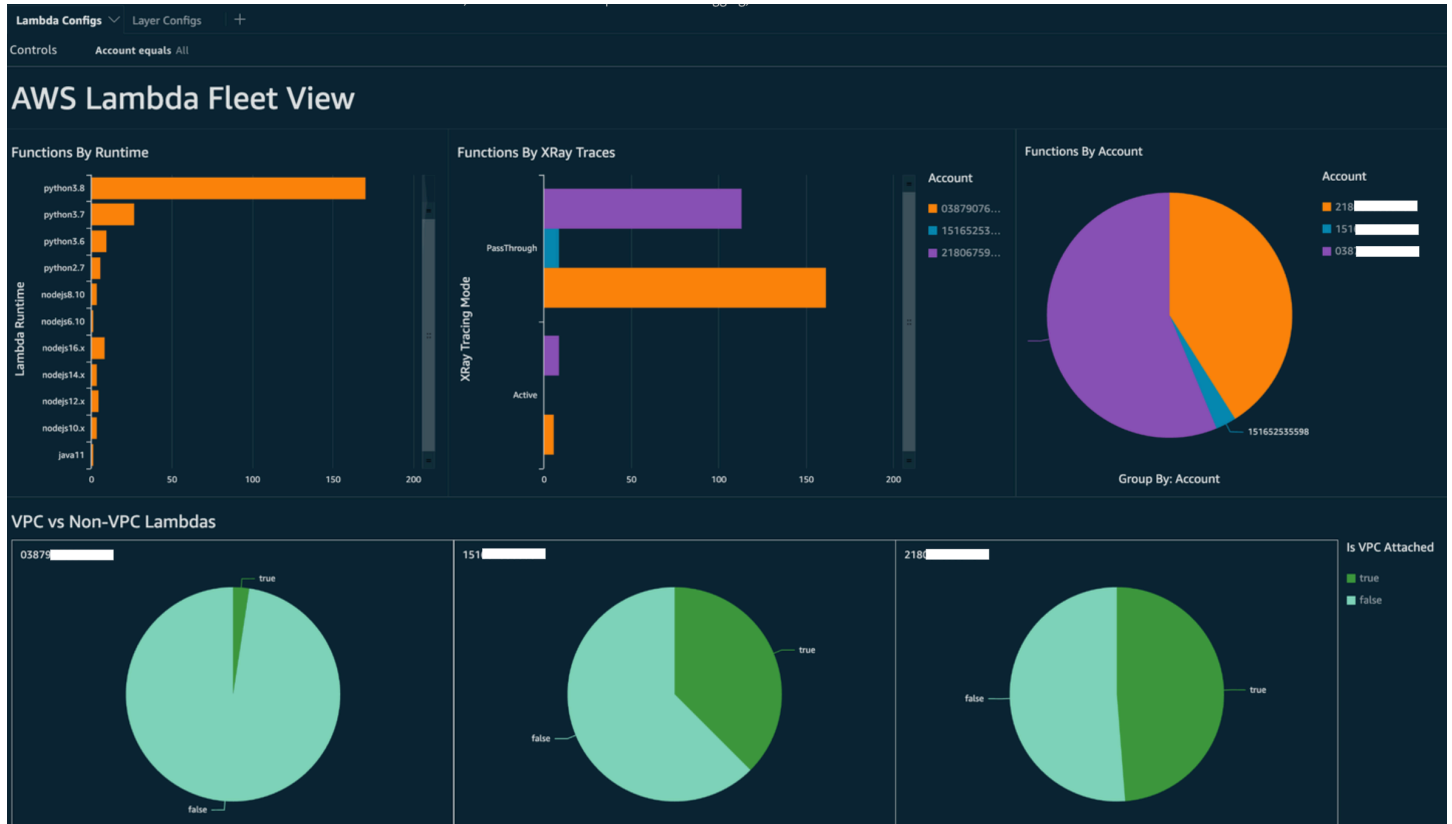 Lambda Configs
Layer Configs
+
Controls
Account equals All
AWS Lambda Fleet View
Functions By Runtime
Lambda Runtime
python3.8
python3.7
python3.6
python2.7
nodejs8.10
nodejs6.10
nodejs16.x
nodejs14.x
nodejs12.x
nodejs10.x
java11
0 50 100 150 200
Functions By XRay Traces
XRay Tracing Mode
PassThrough
Active
0 50 100 150 200
Account
03879076...
15165253...
21806759...
Functions By Account
151652535598
Group By: Account
Account
218
151
038
VPC vs Non-VPC Lambdas
03879
true
false
151
true
false
2180
true
false
Is VPC Attached
true
false